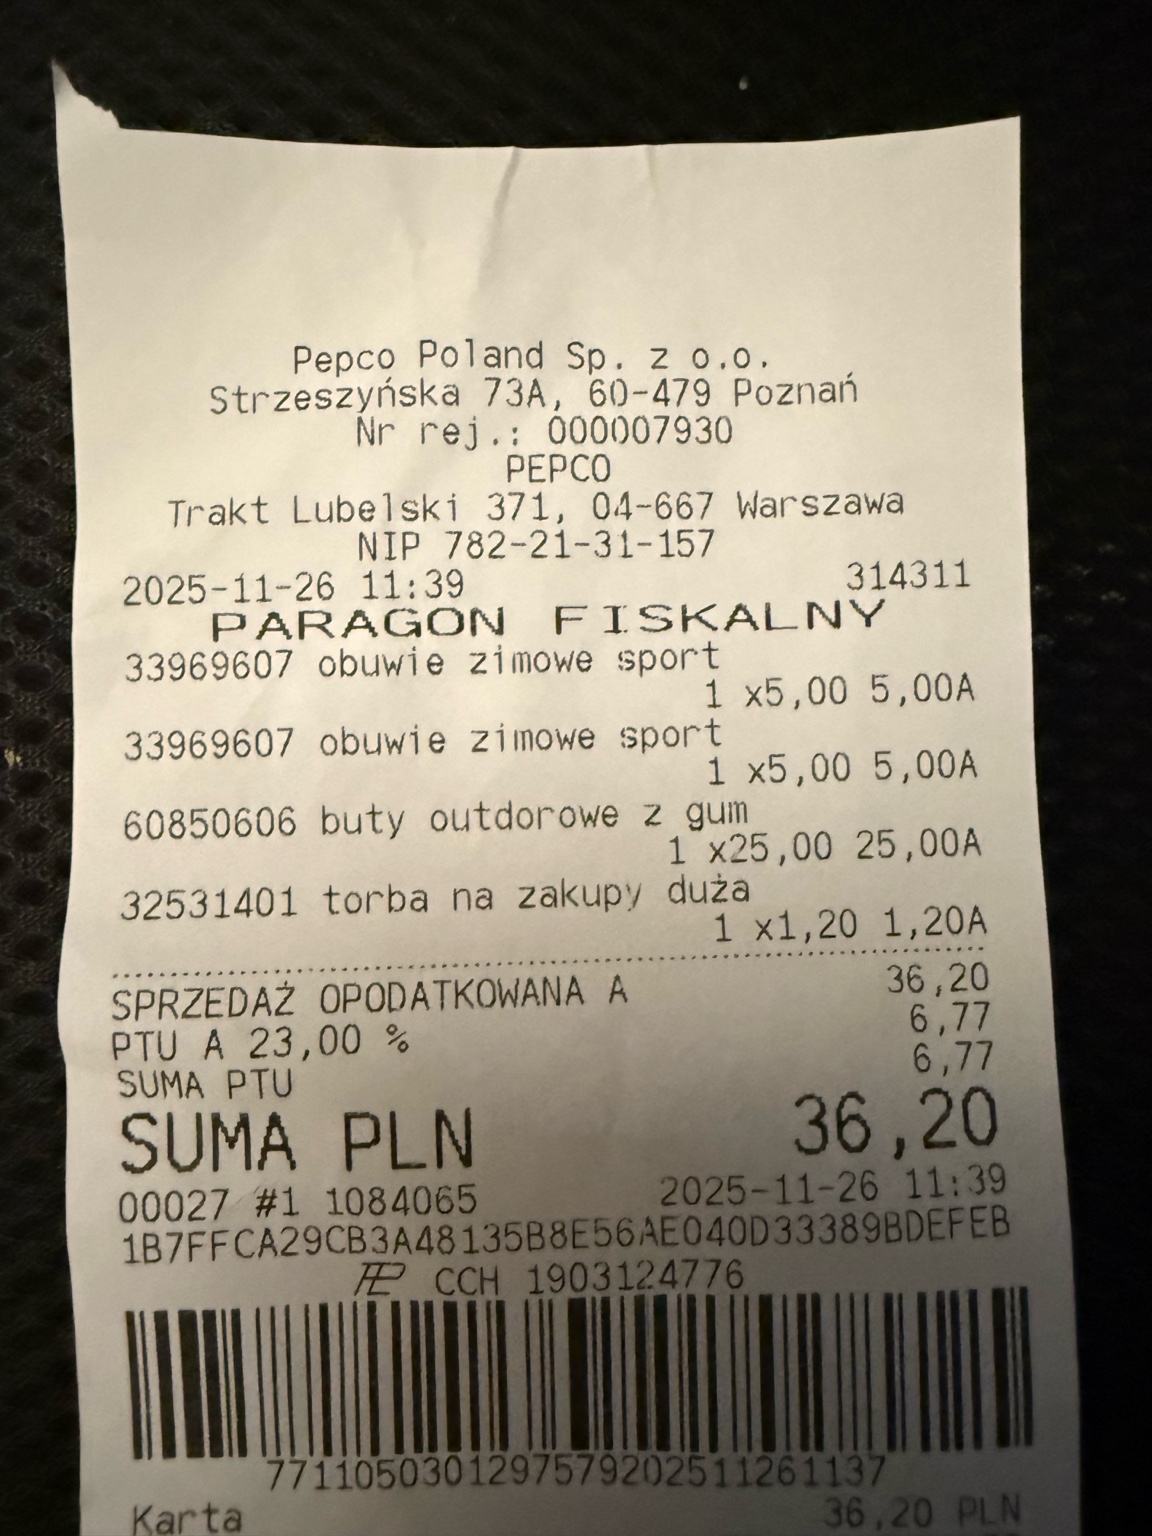 Pepco Poland Sp. z o.o.
Strzeszyńska 73A, 60-479 Poznań
Nr rej.: 000007930
PEPCO
Trakt Lubelski 371, 04-667 Warszawa
NIP 782-21-31-157
2025-11-26 11:39 314311
PARAGON FISKALNY
33969607 obuwie zimowe sport
1 x5,00 5,00A
33969607 obuwie zimowe sport
1 x5,00 5,00A
60850606 buty outdorowe z gum
1 x25,00 25,00A
32531401 torba na zakupy duża
1 x1,20 1,20A
SPRZEDAŻ OPODATKOWANA A 36,20
PTU A 23,00 % 6,77
SUMA PTU 6,77
SUMA PLN 36,20
00027 #1 1084065 2025-11-26 11:39
1B7FFCA29CB3A48135B8E56AE040D33389BDEFEB
CCH 1903124776
771105030129757920251126113​7
Karta 36,20 PLN